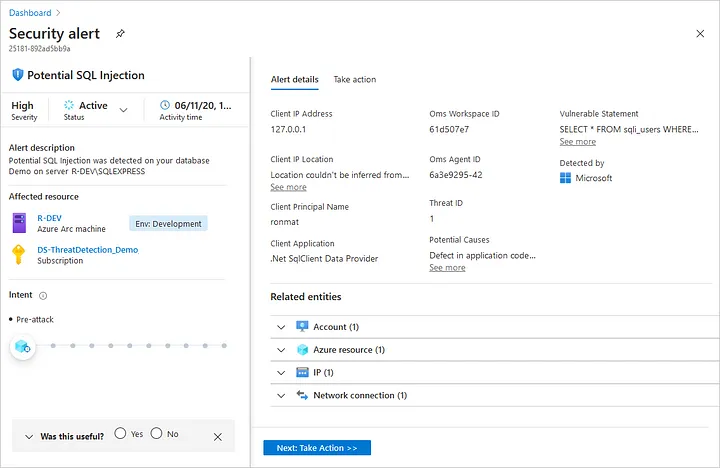 Dashboard
Security alert
25181-892ad5bb9a
Potential SQL Injection
High
Severity
Active
Status
06/11/20, 1...
Activity time
Alert description
Potential SQL Injection was detected on your database
Demo on server R-DEV\SQLEXPRESS
Affected resource
R-DEV
Azure Arc machine
Env: Development
DS-ThreatDetection_Demo
Subscription
Intent
Pre-attack
Was this useful?
Yes
No
Alert details
Take action
Client IP Address
127.0.0.1
Client IP Location
Location couldn't be inferred from...
See more
Client Principal Name
ronmat
Client Application
.Net SqlClient Data Provider
Oms Workspace ID
61d507e7
Oms Agent ID
6a3e9295-42
Threat ID
1
Potential Causes
Defect in application code...
See more
Vulnerable Statement
SELECT * FROM sqli_users WHERE...
See more
Detected by
Microsoft
Related entities
Account (1)
Azure resource (1)
IP (1)
Network connection (1)
Next: Take Action >>